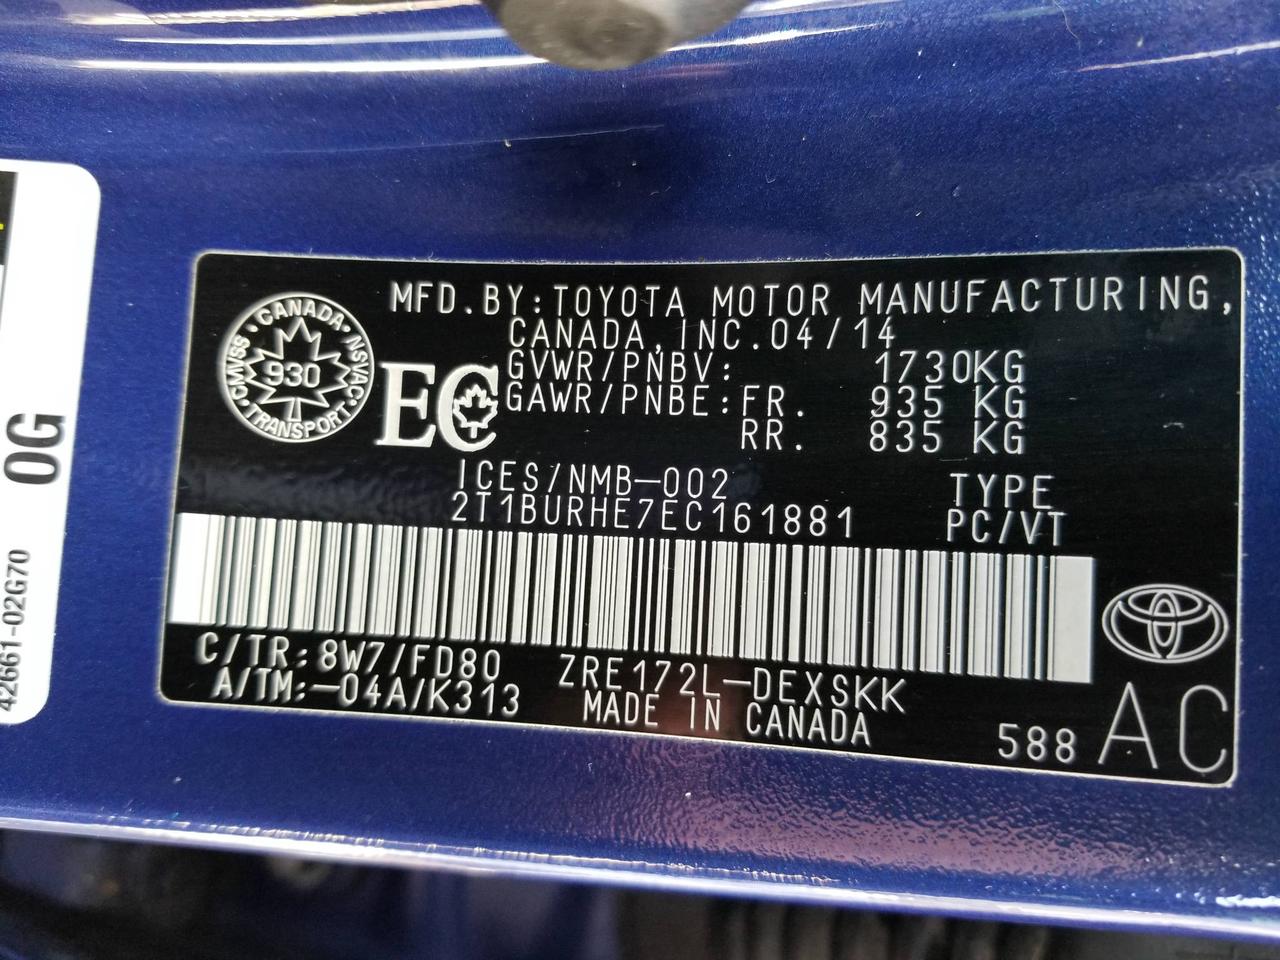 MFD.BY:TOYOTA MOTOR MANUFACTURING,
CANADA,INC.04/14
GVWR/PNBV: 1730KG
GAWR/PNBE:FR. 935 KG
RR. 835 KG
CANADA · NSVAC · TRANSPORT · CMVSS ·
930
EC
ICES/NMB-002
TYPE
2T1BURHE7EC161881
PC/VT
C/TR:8W7/FD80
ZRE172L-DEXSKK
A/TM:-04A/K313
MADE IN CANADA
588
AC
0G
42661-02G70